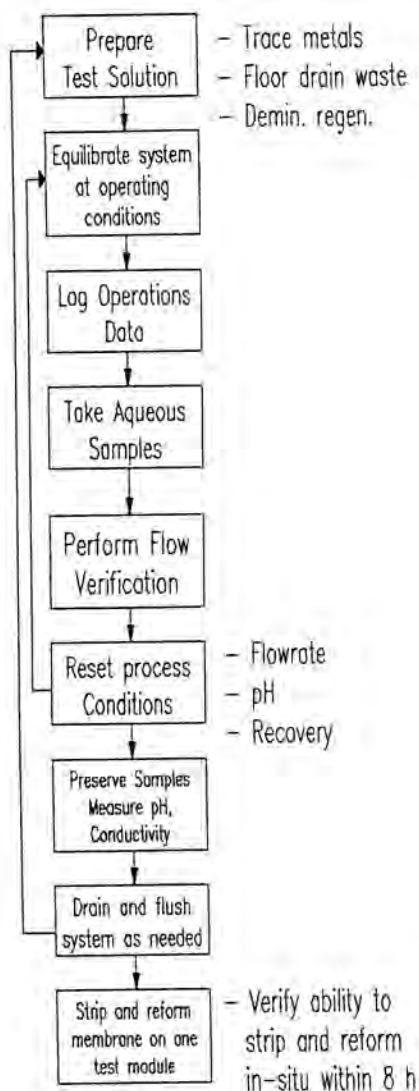 Prepare
Test Solution
- Trace metals
- Floor drain waste
- Demin. regen.
Equilibrate system
at operating
conditions
Log Operations
Data
Take Aqueous
Samples
Perform Flow
Verification
Reset process
Conditions
- Flowrate
- pH
- Recovery
Preserve Samples
Measure pH,
Conductivity
Drain and flush
system as needed
Strip and reform
membrane on one
test module
- Verify ability to
strip and reform
in-situ within 8 h